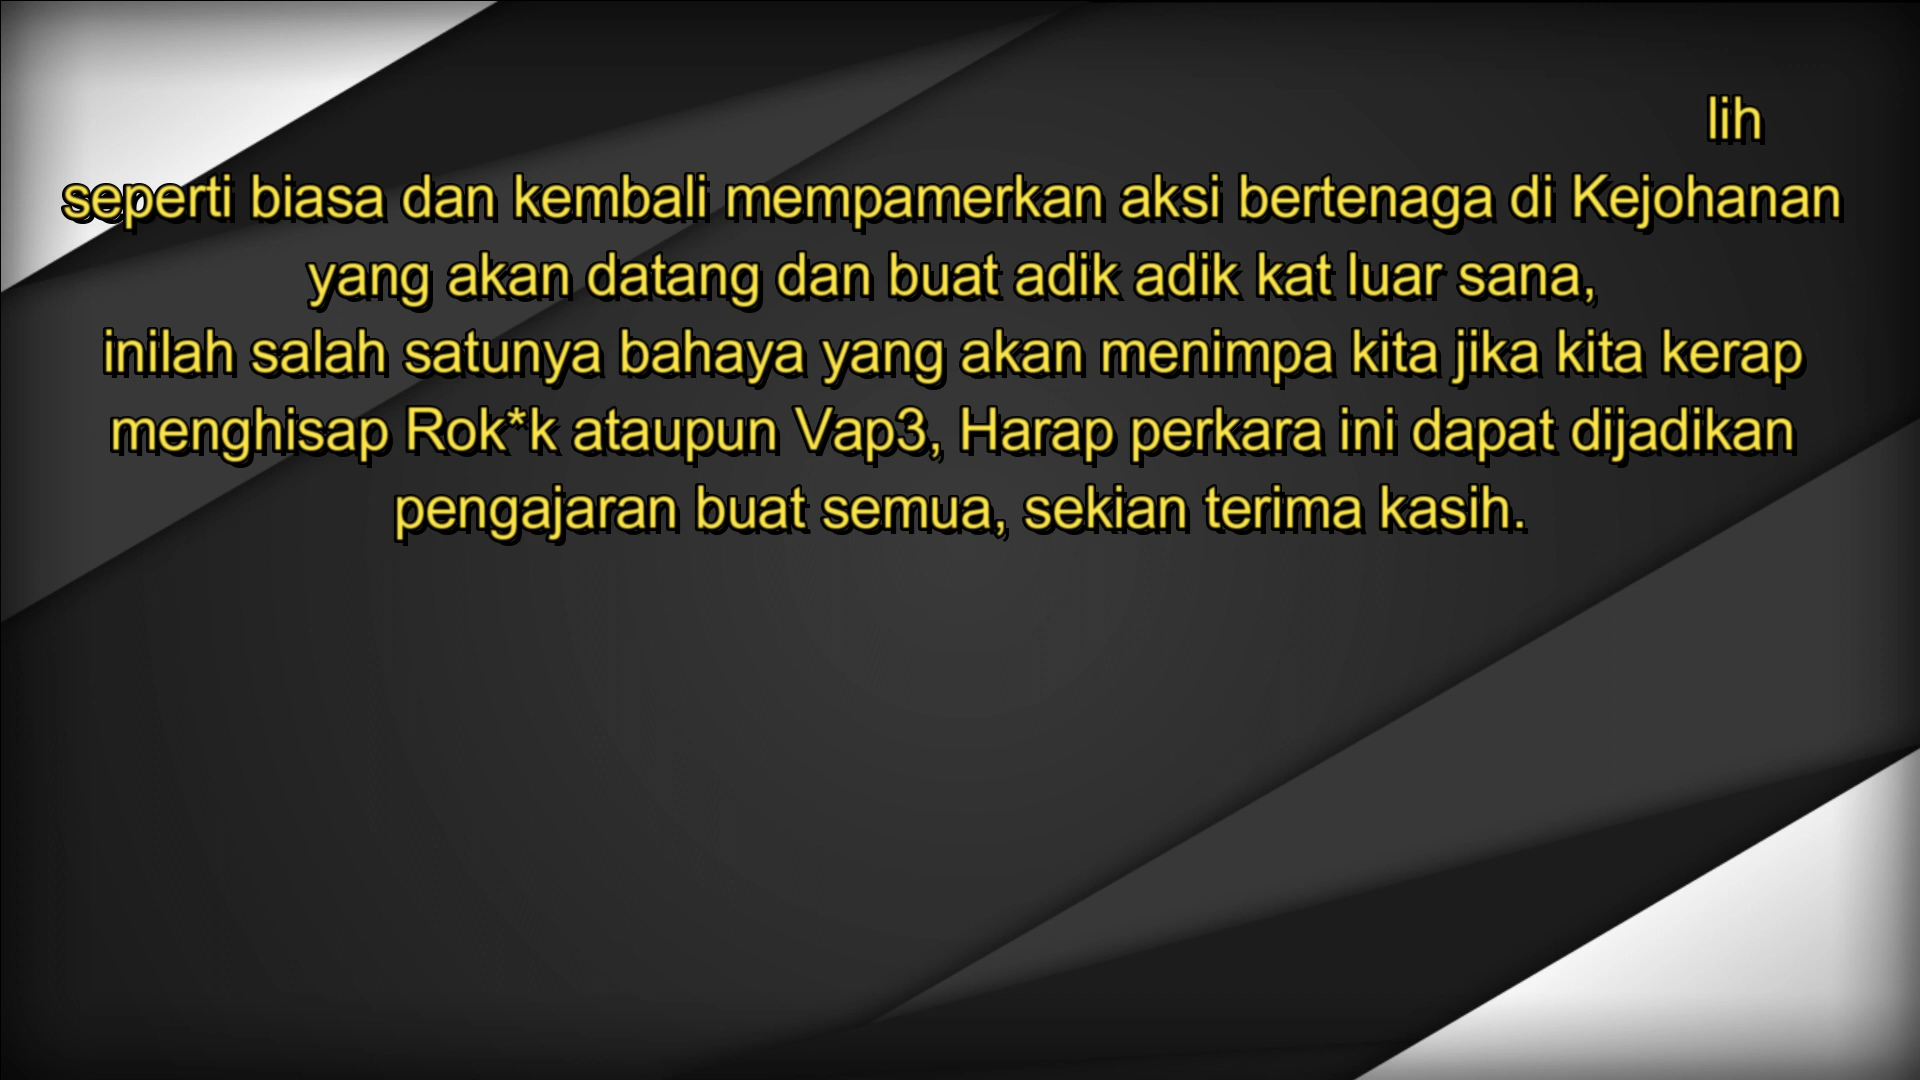 lih
seperti biasa dan kembali mempamerkan aksi bertenaga di Kejohanan
yang akan datang dan buat adik adik kat luar sana,
inilah salah satunya bahaya yang akan menimpa kita jika kita kerap
menghisap Rok*k ataupun Vap3, Harap perkara ini dapat dijadikan
pengajaran buat semua, sekian terima kasih.